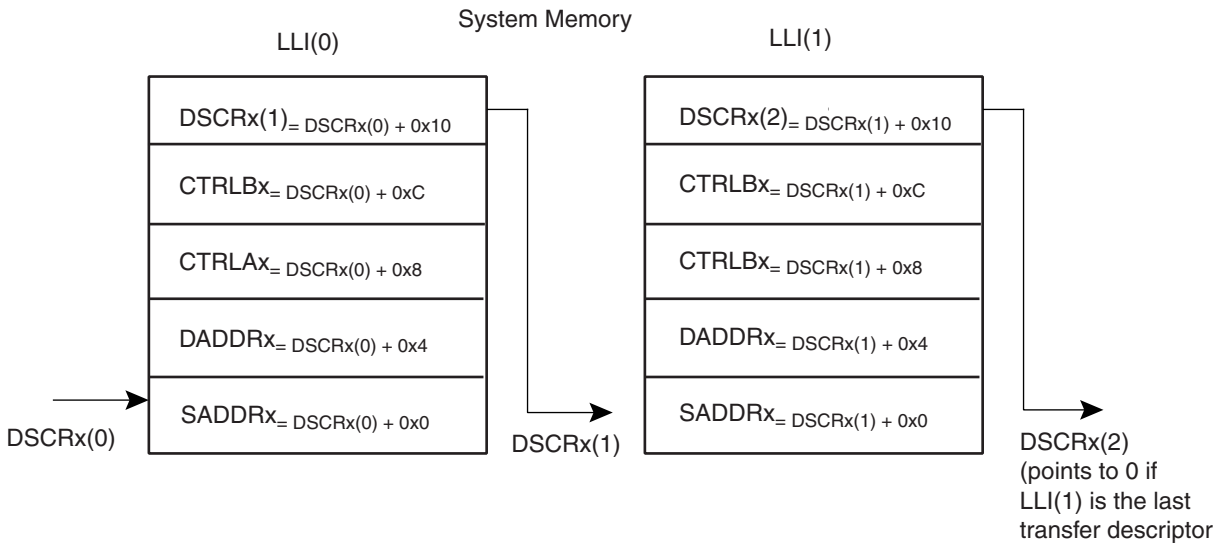 System Memory
LLI(0)
LLI(1)
DSCRx(1)= DSCRx(0) + 0x10
CTRLBx= DSCRx(0) + 0xC
CTRLAx= DSCRx(0) + 0x8
DADDRx= DSCRx(0) + 0x4
SADDRx= DSCRx(0) + 0x0
DSCRx(0)
DSCRx(1)
DSCRx(2)= DSCRx(1) + 0x10
CTRLBx= DSCRx(1) + 0xC
CTRLBx= DSCRx(1) + 0x8
DADDRx= DSCRx(1) + 0x4
SADDRx= DSCRx(1) + 0x0
DSCRx(2)
(points to 0 if
LLI(1) is the last
transfer descriptor